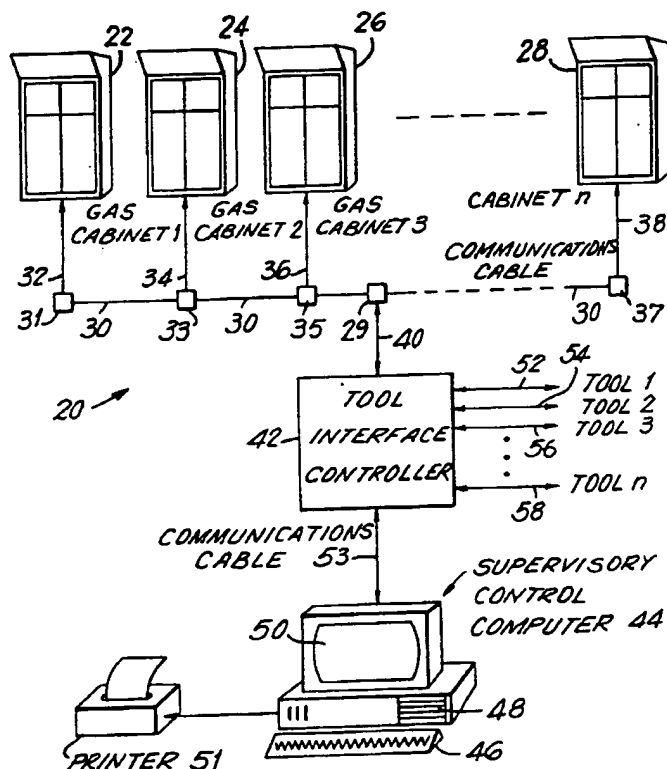 22
24
26
28
GAS CABINET 1
GAS CABINET 2
GAS CABINET 3
CABINET n
32
34
36
38
COMMUNICATIONS CABLE
31
30
33
30
35
29
30
37
40
20
42
TOOL INTERFACE CONTROLLER
52
54
TOOL 1
TOOL 2
TOOL 3
56
TOOL n
58
COMMUNICATIONS CABLE
53
SUPERVISORY CONTROL COMPUTER 44
50
48
46
PRINTER 51